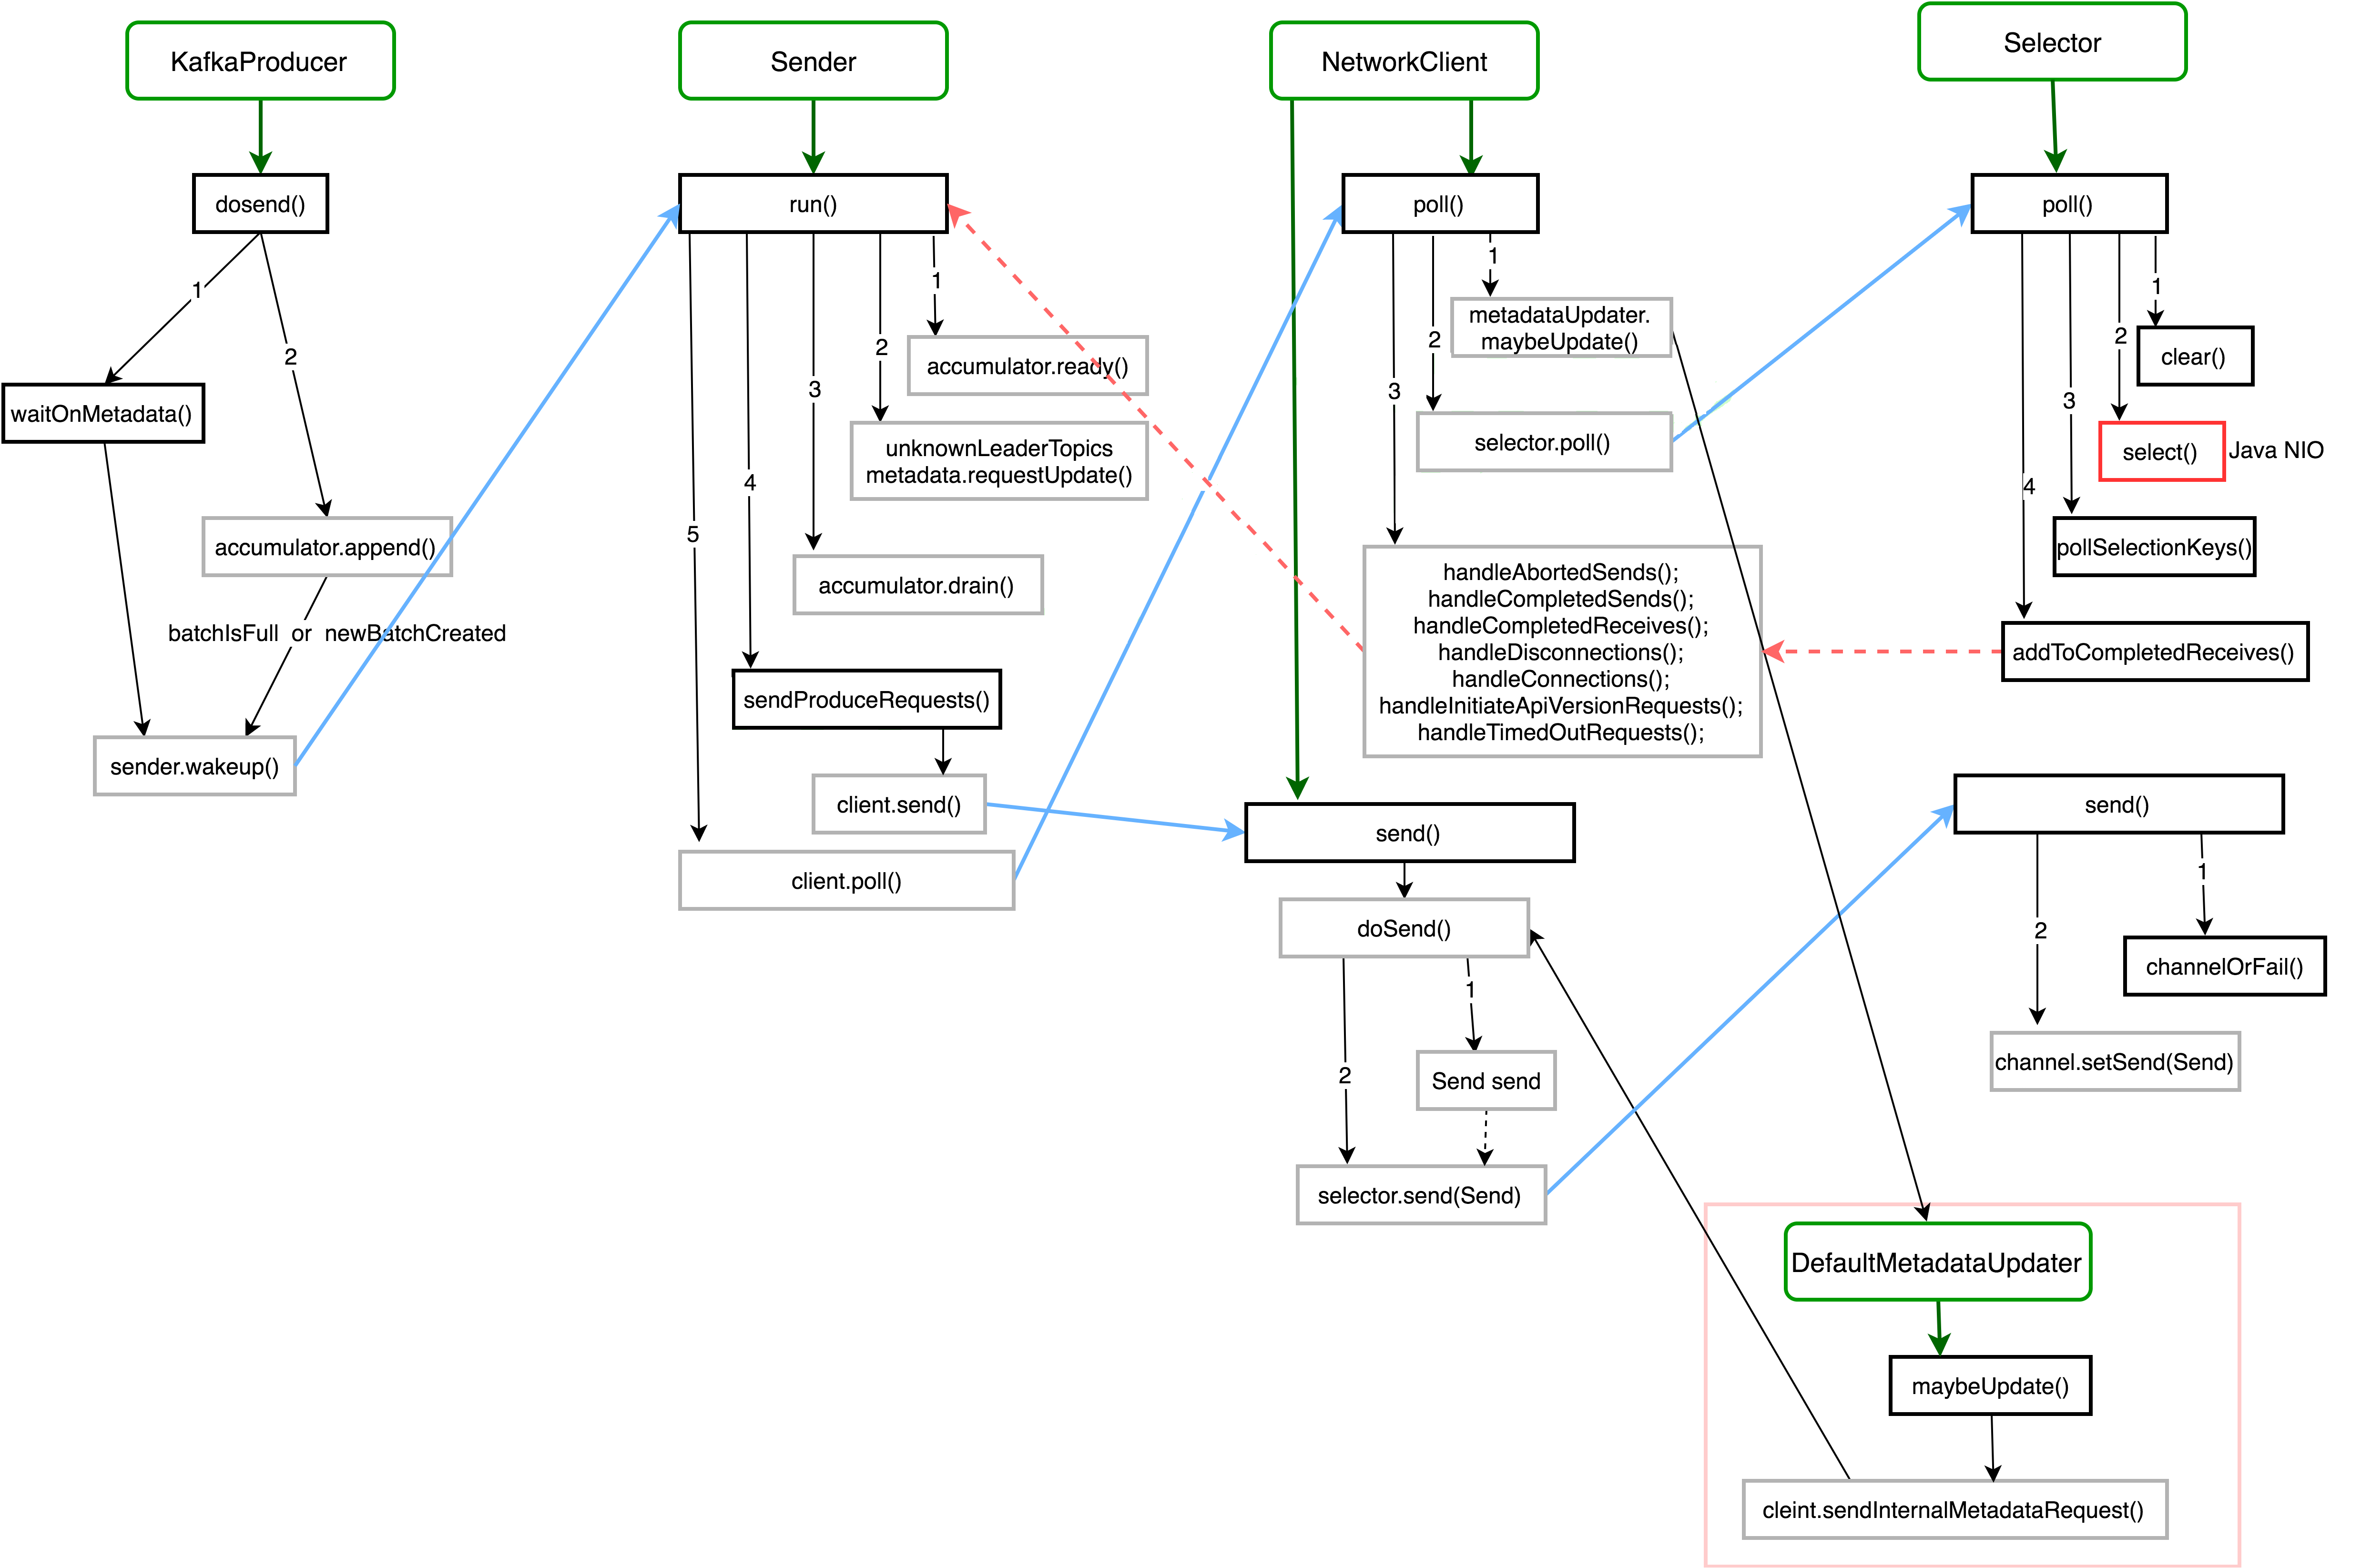 KafkaProducer
dosend()
1
2
waitOnMetadata()
accumulator.append()
batchIsFull or newBatchCreated
sender.wakeup()
Sender
run()
1
2
3
4
5
accumulator.ready()
unknownLeaderTopics
metadata.requestUpdate()
accumulator.drain()
sendProduceRequests()
client.send()
client.poll()
NetworkClient
poll()
1
2
3
metadataUpdater.
maybeUpdate()
selector.poll()
handleAbortedSends();
handleCompletedSends();
handleCompletedReceives();
handleDisconnections();
handleConnections();
handleInitiateApiVersionRequests();
handleTimedOutRequests();
send()
doSend()
1
2
Send send
selector.send(Send)
Selector
poll()
1
2
3
4
clear()
select()
Java NIO
pollSelectionKeys()
addToCompletedReceives()
send()
1
2
channelOrFail()
channel.setSend(Send)
DefaultMetadataUpdater
maybeUpdate()
cleint.sendInternalMetadataRequest()